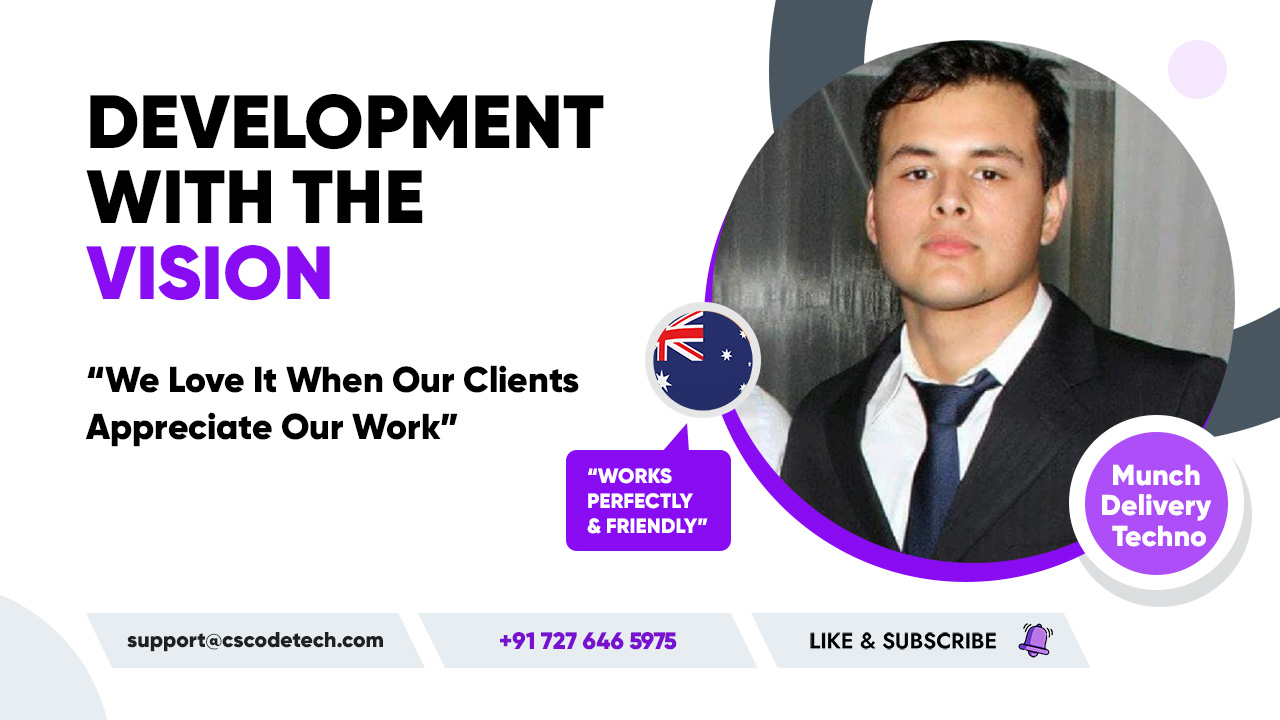 DEVELOPMENT
WITH THE
VISION
“We Love It When Our Clients
Appreciate Our Work”
“WORKS
PERFECTLY
& FRIENDLY”
Munch
Delivery
Techno
support@cscodetech.com
+91 727 646 5975
LIKE & SUBSCRIBE